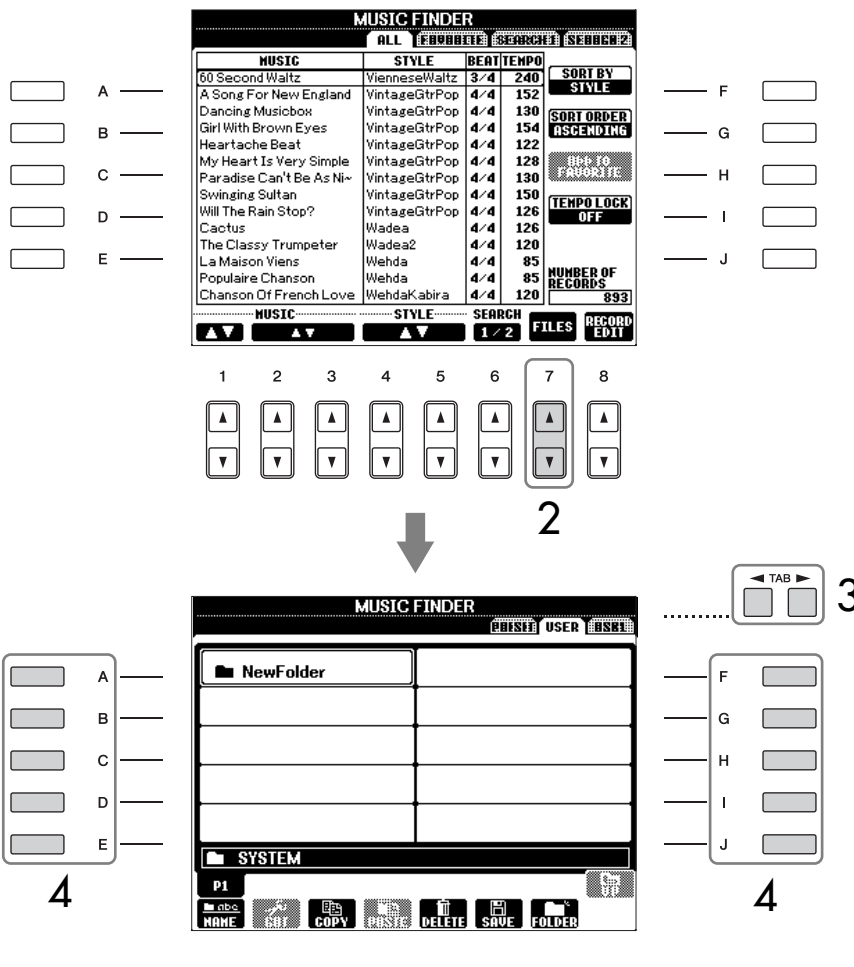 MUSIC FINDER
ALL FAVORITE SEARCH 1 SEARCH 2
MUSIC STYLE BEAT TEMPO
60 Second Waltz VienneseWaltz 3/4 240
A Song For New England VintageGtrPop 4/4 152
Dancing Musicbox VintageGtrPop 4/4 130
Girl With Brown Eyes VintageGtrPop 4/4 154
Heartache Beat VintageGtrPop 4/4 122
My Heart Is Very Simple VintageGtrPop 4/4 128
Paradise Can't Be As Ni~ VintageGtrPop 4/4 130
Swinging Sultan VintageGtrPop 4/4 150
Will The Rain Stop? VintageGtrPop 4/4 126
Cactus Wadea 4/4 126
The Classy Trumpeter Wadea2 4/4 120
La Maison Viens Wehda 4/4 85
Populaire Chanson Wehda 4/4 85
Chanson Of French Love WehdaKabira 4/4 120
SORT BY
STYLE
SORT ORDER
ASCENDING
ADD TO
FAVORITE
TEMPO LOCK
OFF
NUMBER OF
RECORDS
893
MUSIC STYLE SEARCH
▲▼ ▲▼ ▲▼ 1/2 FILES RECORD EDIT
A
B
C
D
E
F
G
H
I
J
1 2 3 4 5 6 7 8
2
◄ TAB ►
3
MUSIC FINDER
PRESET USER USB1
NewFolder
SYSTEM
P1
UP
NAME CUT COPY PASTE DELETE SAVE FOLDER
abc
A
B
C
D
E
4
F
G
H
I
J
4